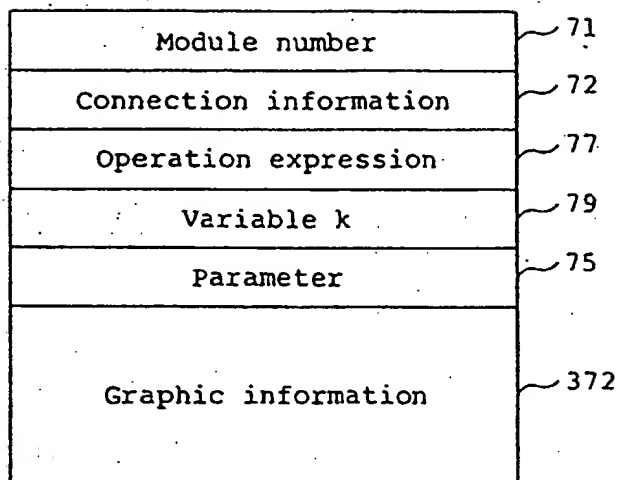 Module number 71
Connection information 72
Operation expression 77
Variable k 79
Parameter 75
Graphic information 372